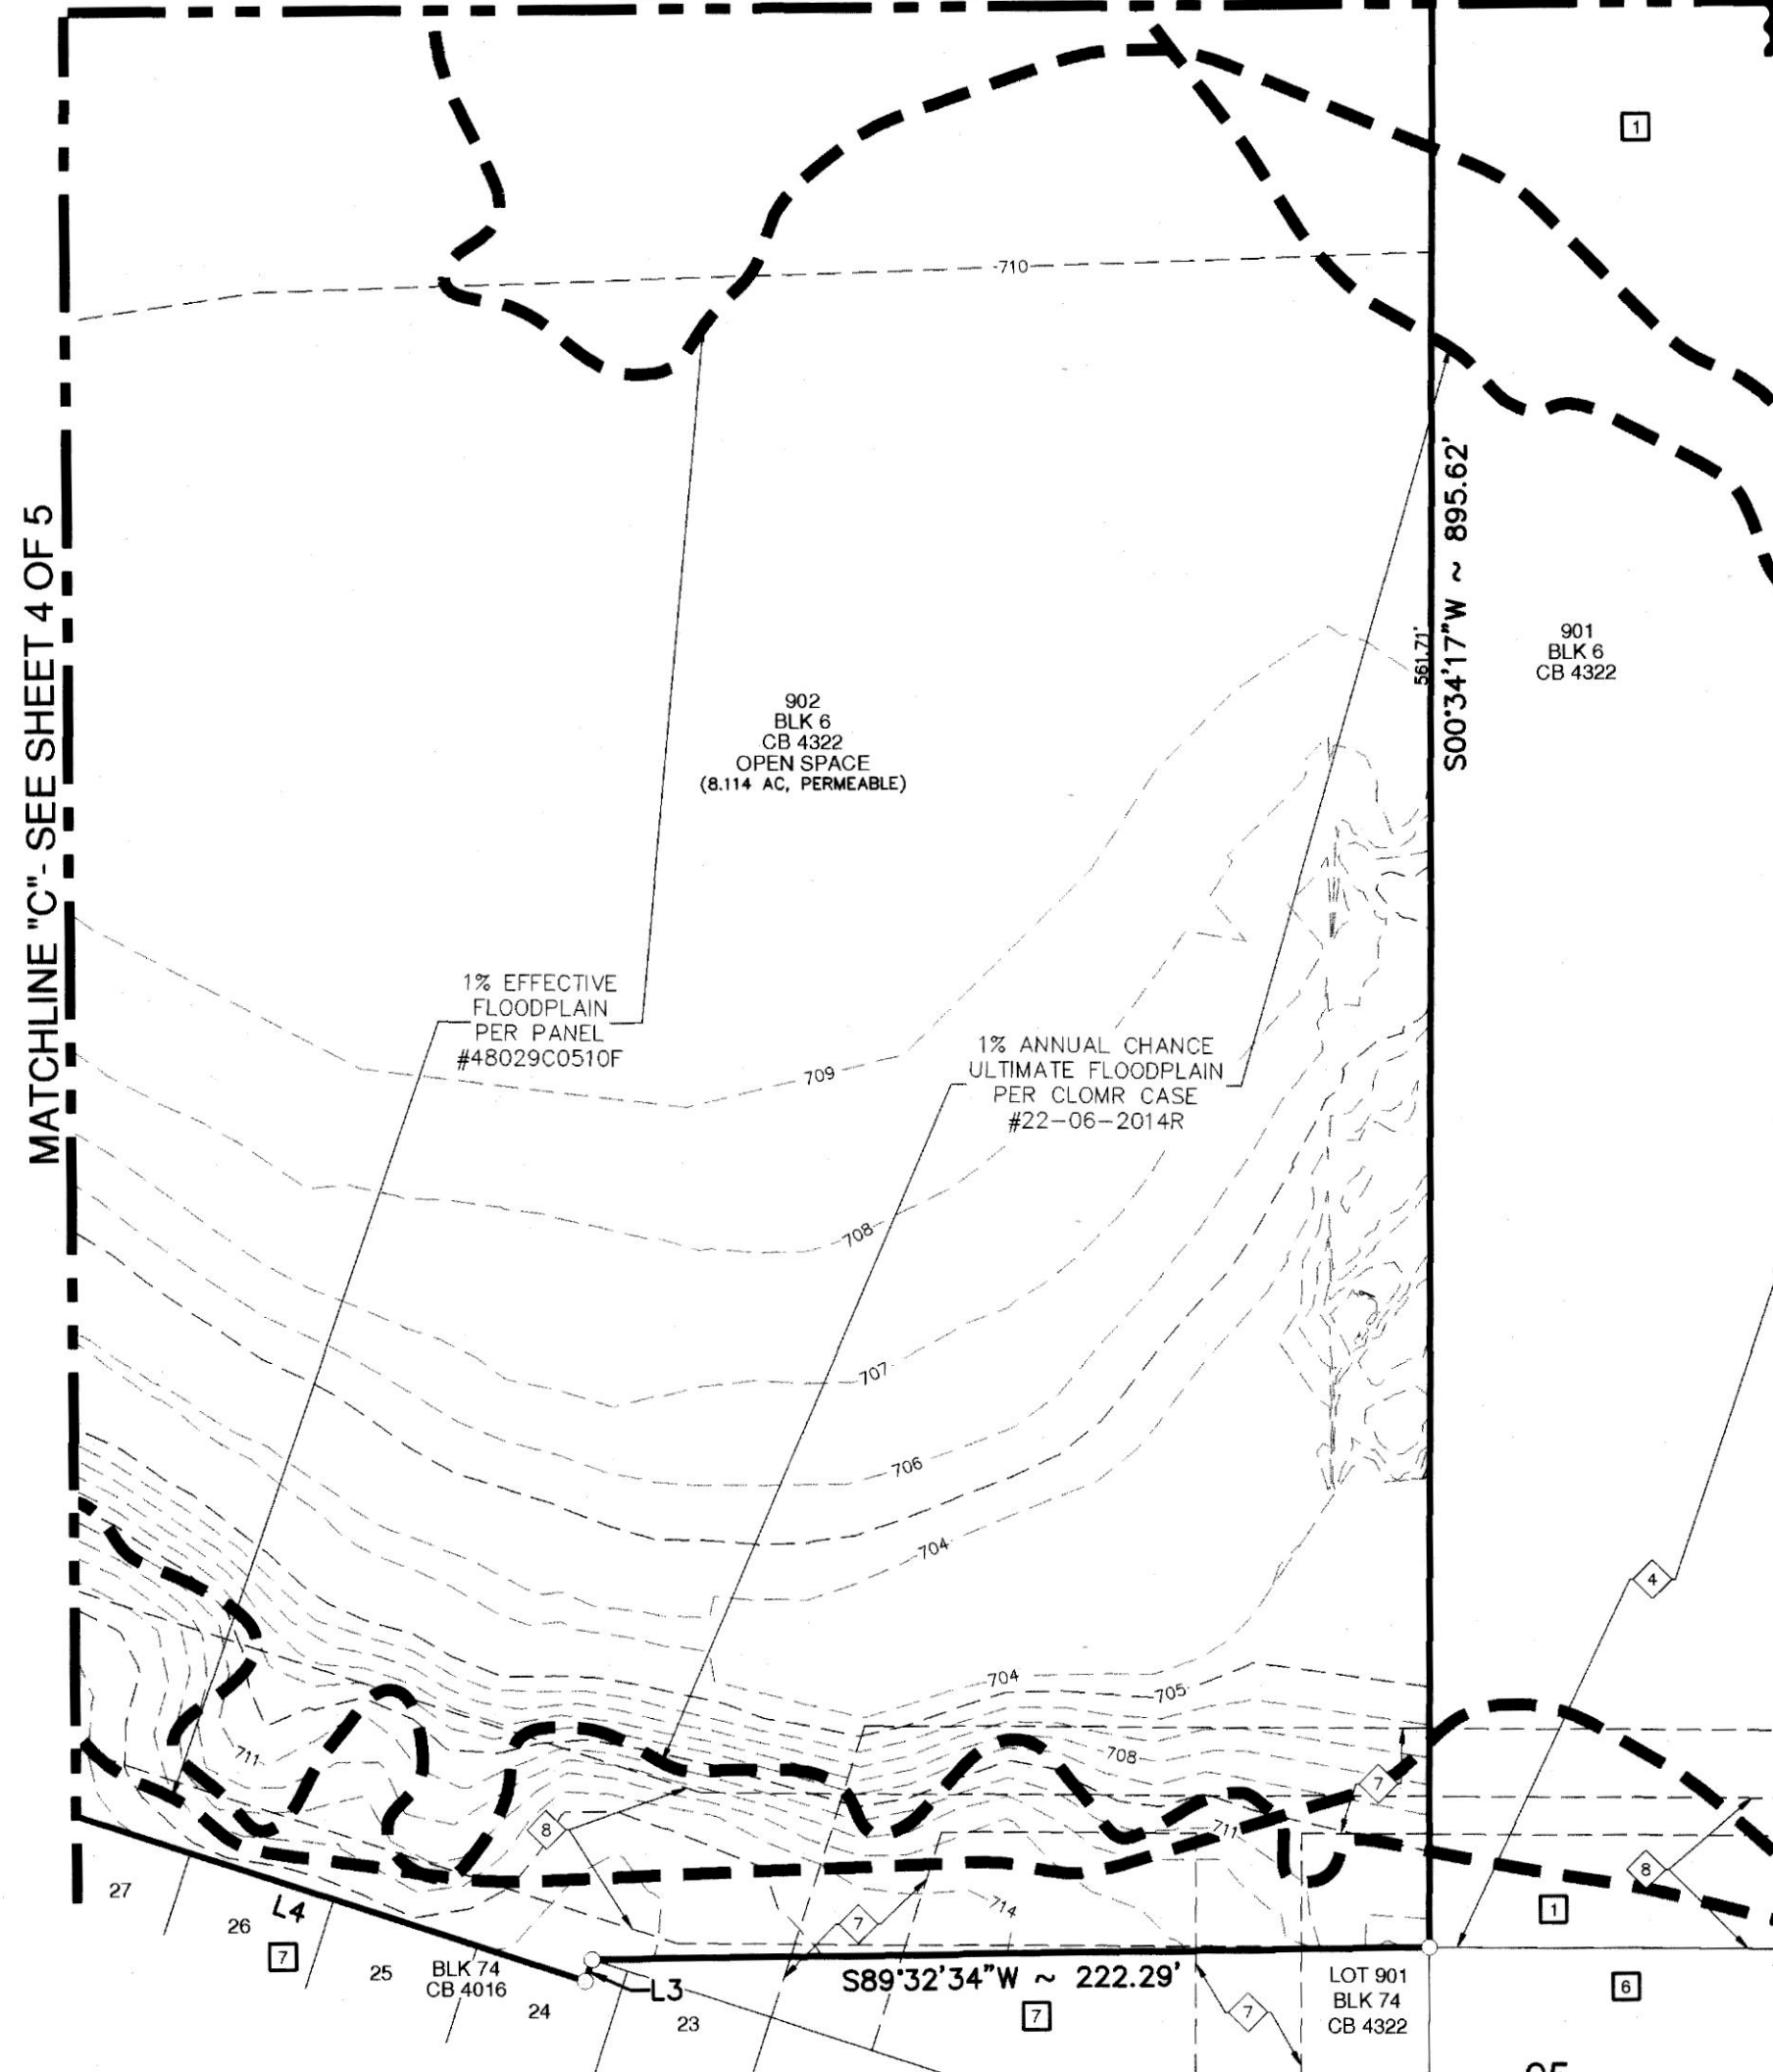 1
-710-
MATCHLINE "C"- SEE SHEET 4 OF 5
S00°34'17"W ~ 895.62'
561.71'
901
BLK 6
CB 4322
902
BLK 6
CB 4322
OPEN SPACE
(8.114 AC, PERMEABLE)
1% EFFECTIVE
FLOODPLAIN
PER PANEL
#48029C0510F
1% ANNUAL CHANCE
ULTIMATE FLOODPLAIN
PER CLOMR CASE
#22-06-2014R
709
708
707
706
704
4
704
705
711
708
7
8
711
8
27
L4
26
7
714
7
1
25
BLK 74
CB 4016
L3
S89°32'34"W ~ 222.29'
LOT 901
BLK 74
CB 4322
6
24
23
7
7